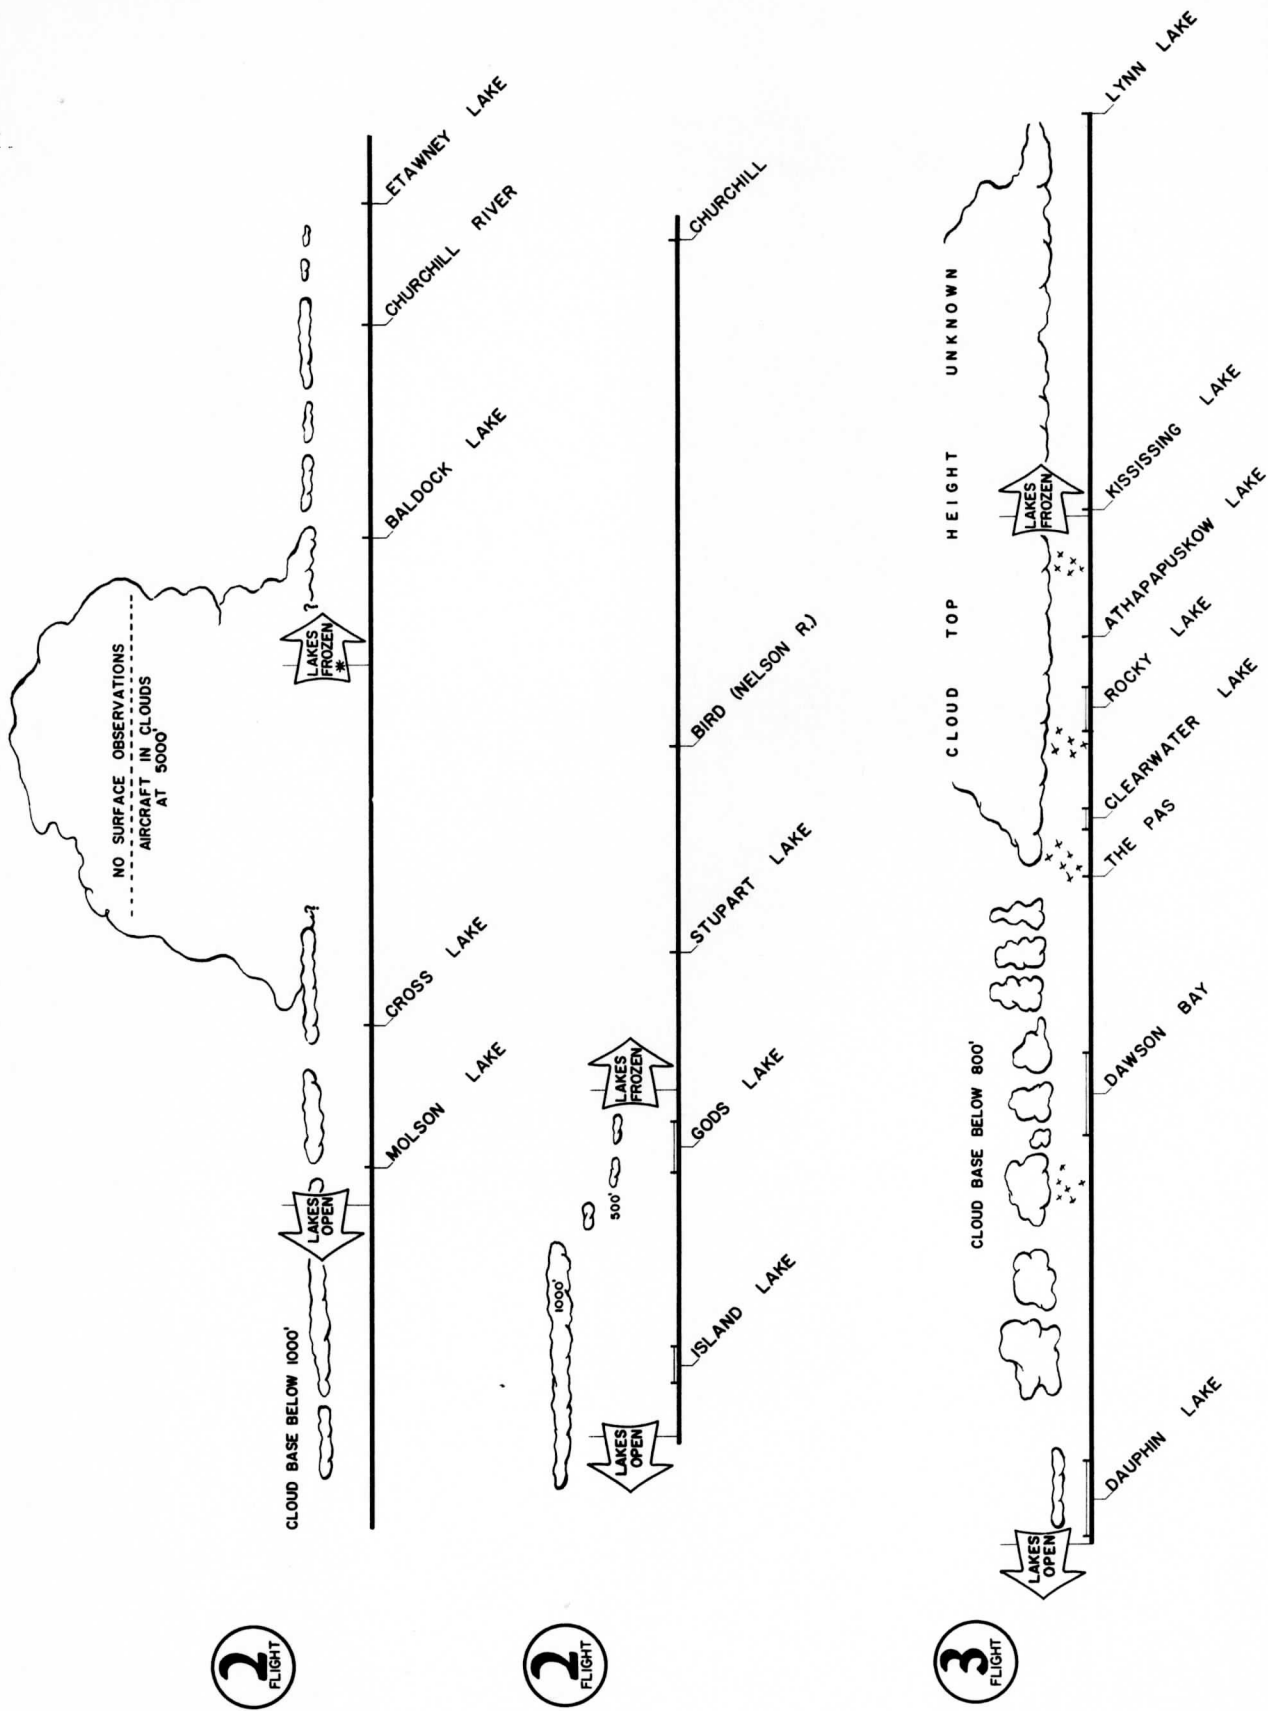 2
FLIGHT
CLOUD BASE BELOW 1000'
LAKES
OPEN
NO SURFACE OBSERVATIONS
AIRCRAFT IN CLOUDS
AT 5000'
?
?
LAKES
FROZEN
*
MOLSON LAKE
CROSS LAKE
BALDOCK LAKE
CHURCHILL RIVER
ETAWNEY LAKE
2
FLIGHT
LAKES
OPEN
1000'
500'
LAKES
FROZEN
ISLAND LAKE
GODS LAKE
STUPART LAKE
BIRD (NELSON R.)
CHURCHILL
3
FLIGHT
LAKES
OPEN
CLOUD BASE BELOW 800'
CLOUD TOP HEIGHT UNKNOWN
LAKES
FROZEN
DAUPHIN LAKE
DAWSON BAY
THE PAS
CLEARWATER LAKE
ROCKY LAKE
ATHAPAPUSKOW LAKE
KISSISSING LAKE
LYNN LAKE